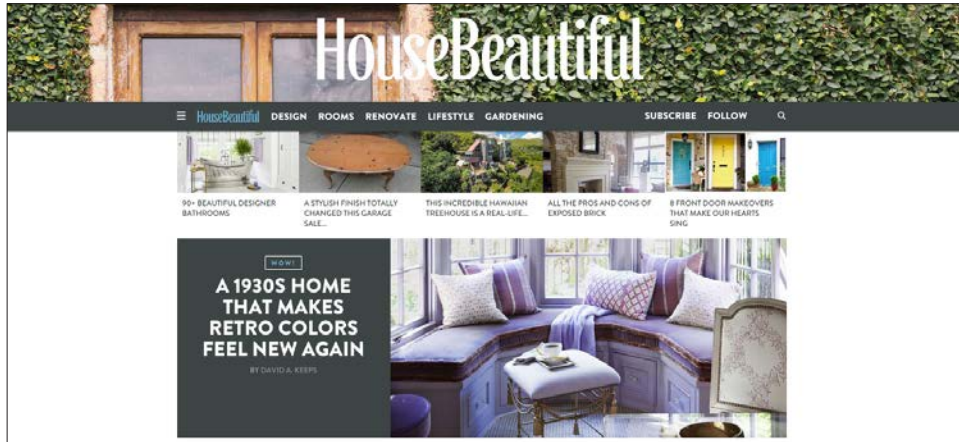 HouseBeautiful
HouseBeautiful DESIGN ROOMS RENOVATE LIFESTYLE GARDENING SUBSCRIBE FOLLOW
90+ BEAUTIFUL DESIGNER
BATHROOMS
A STYLISH FINISH TOTALLY
CHANGED THIS GARAGE
SALE...
THIS INCREDIBLE HAWAIIAN
TREEHOUSE IS A REAL-LIFE...
ALL THE PROS AND CONS OF
EXPOSED BRICK
8 FRONT DOOR MAKEOVERS
THAT MAKE OUR HEARTS
SING
WOW!
A 1930S HOME
THAT MAKES
RETRO COLORS
FEEL NEW AGAIN
BY DAVID A. KEEPS